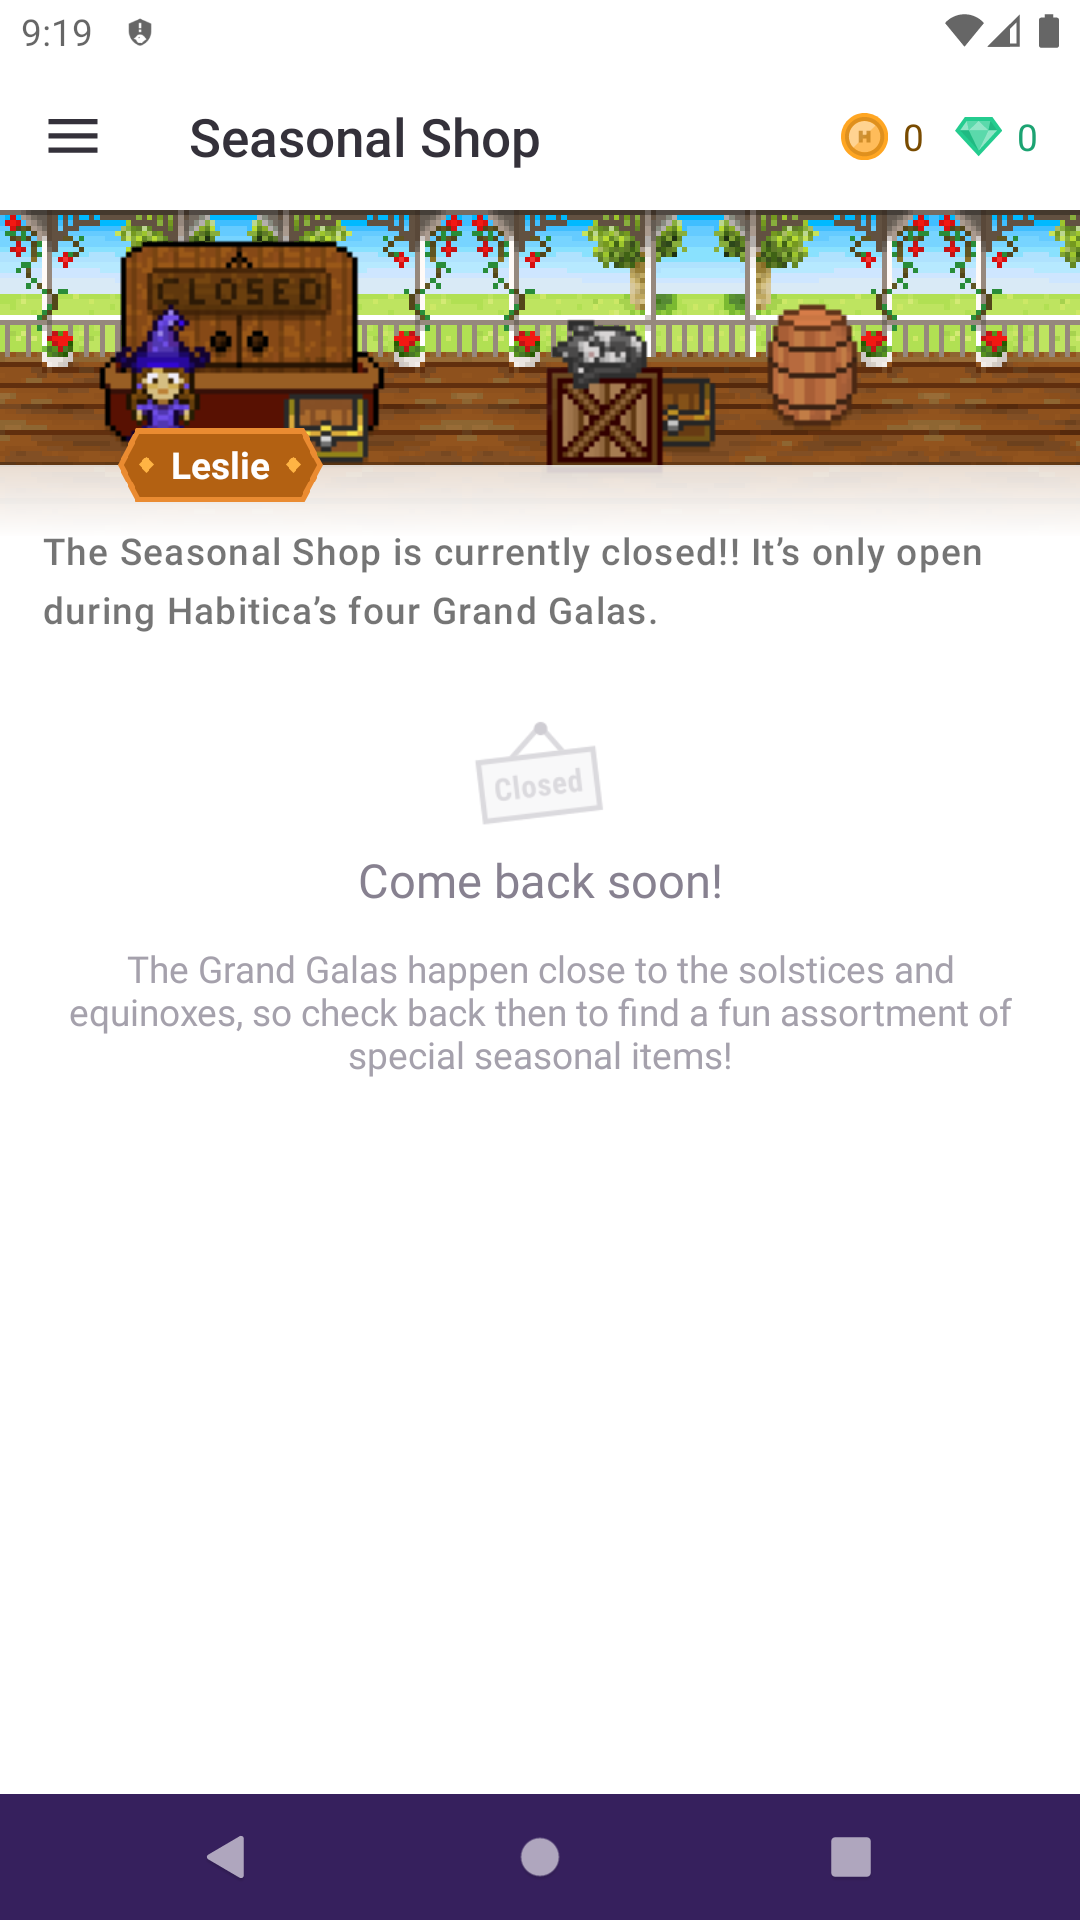 9:19
Seasonal Shop
H
0
0
CLOSED
Leslie
The Seasonal Shop is currently closed!! It’s only open
during Habitica’s four Grand Galas.
Closed
Come back soon!
The Grand Galas happen close to the solstices and
equinoxes, so check back then to find a fun assortment of
special seasonal items!